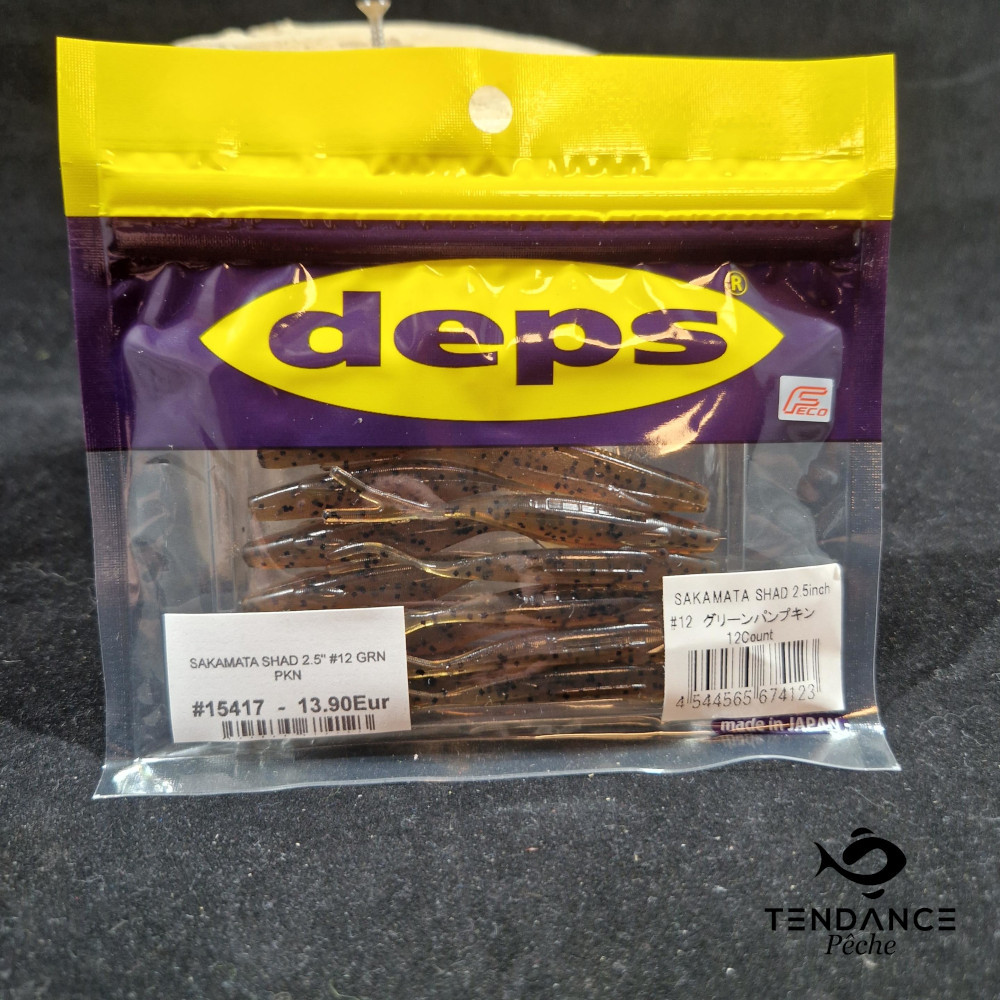 deps®
FECO
SAKAMATA SHAD 2.5" #12 GRN
PKN
#15417 - 13.90Eur
SAKAMATA SHAD 2.5inch
#12 グリーンパンプキン
12Count
4 544565 674123
made in JAPAN
TENDANCE
Pêche